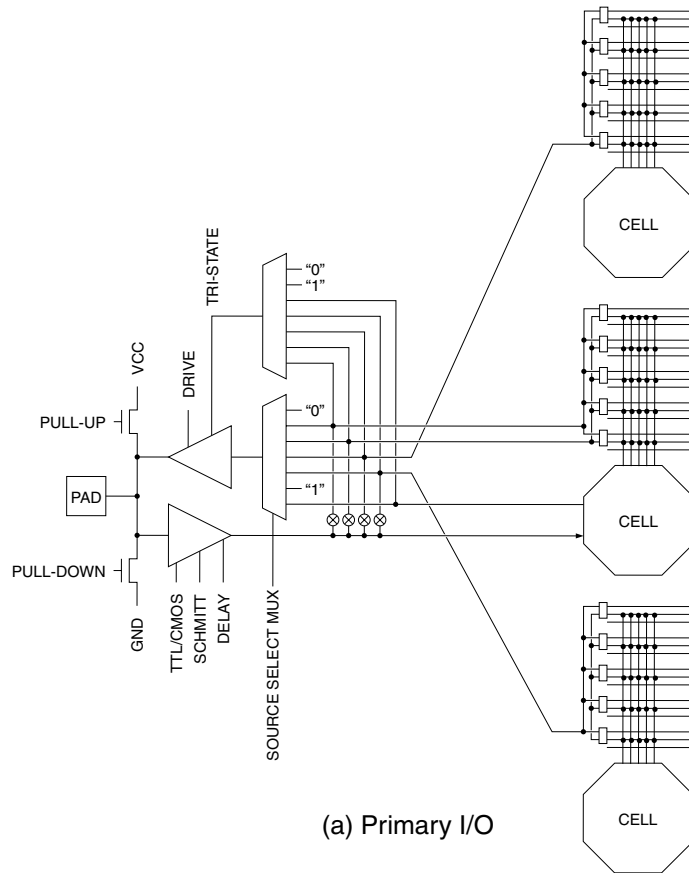 CELL
TRI-STATE
"0"
"1"
VCC
DRIVE
"0"
PULL-UP
PAD
"1"
CELL
PULL-DOWN
GND
TTL/CMOS
SCHMITT
DELAY
SOURCE SELECT MUX
(a) Primary I/O
CELL